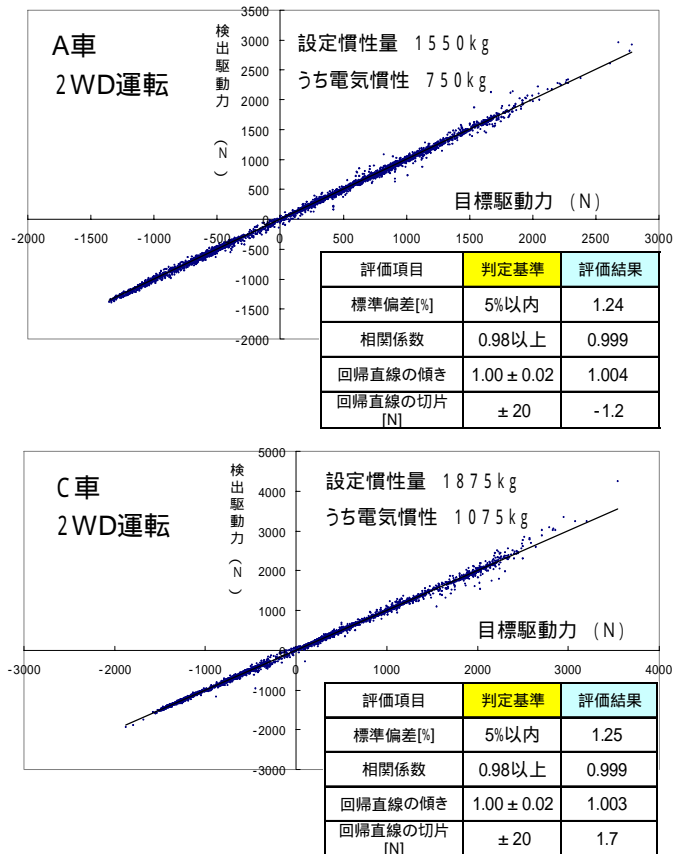 A車
2WD運転
検出駆動力 (N)
設定慣性量 1550kg
うち電気慣性 750kg
目標駆動力 (N)
3500
3000
2500
2000
1500
1000
500
0
-500
-1000
-1500
-2000
-2000 -1500 -1000 -500 0 500 1000 1500 2000 2500 3000
評価項目 判定基準 評価結果
標準偏差[%] 5%以内 1.24
相関係数 0.98以上 0.999
回帰直線の傾き 1.00±0.02 1.004
回帰直線の切片
[N] ±20 -1.2
C車
2WD運転
検出駆動力 (N)
設定慣性量 1875kg
うち電気慣性 1075kg
目標駆動力 (N)
5000
4000
3000
2000
1000
0
-1000
-2000
-3000
-3000 -2000 -1000 0 1000 2000 3000 4000
評価項目 判定基準 評価結果
標準偏差[%] 5%以内 1.25
相関係数 0.98以上 0.999
回帰直線の傾き 1.00±0.02 1.003
回帰直線の切片
[N] ±20 1.7